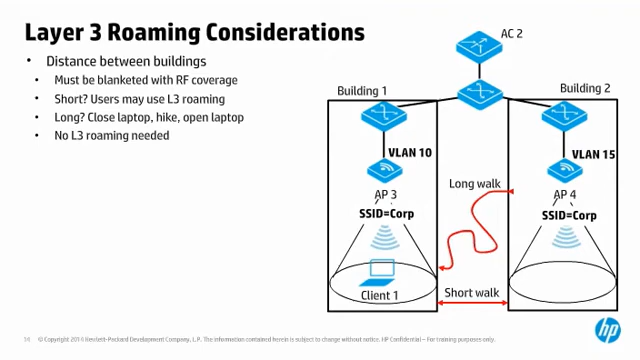 Layer 3 Roaming Considerations
• Distance between buildings
• Must be blanketed with RF coverage
• Short? Users may use L3 roaming
• Long? Close laptop, hike, open laptop
• No L3 roaming needed
AC 2
Building 1
Building 2
VLAN 10
VLAN 15
AP 3
Long walk
AP 4
SSID=Corp
SSID=Corp
Client 1
Short walk
14 © Copyright 2014 Hewlett-Packard Development Company, L.P. The information contained herein is subject to change without notice. HP Confidential – For training purposes only.
hp